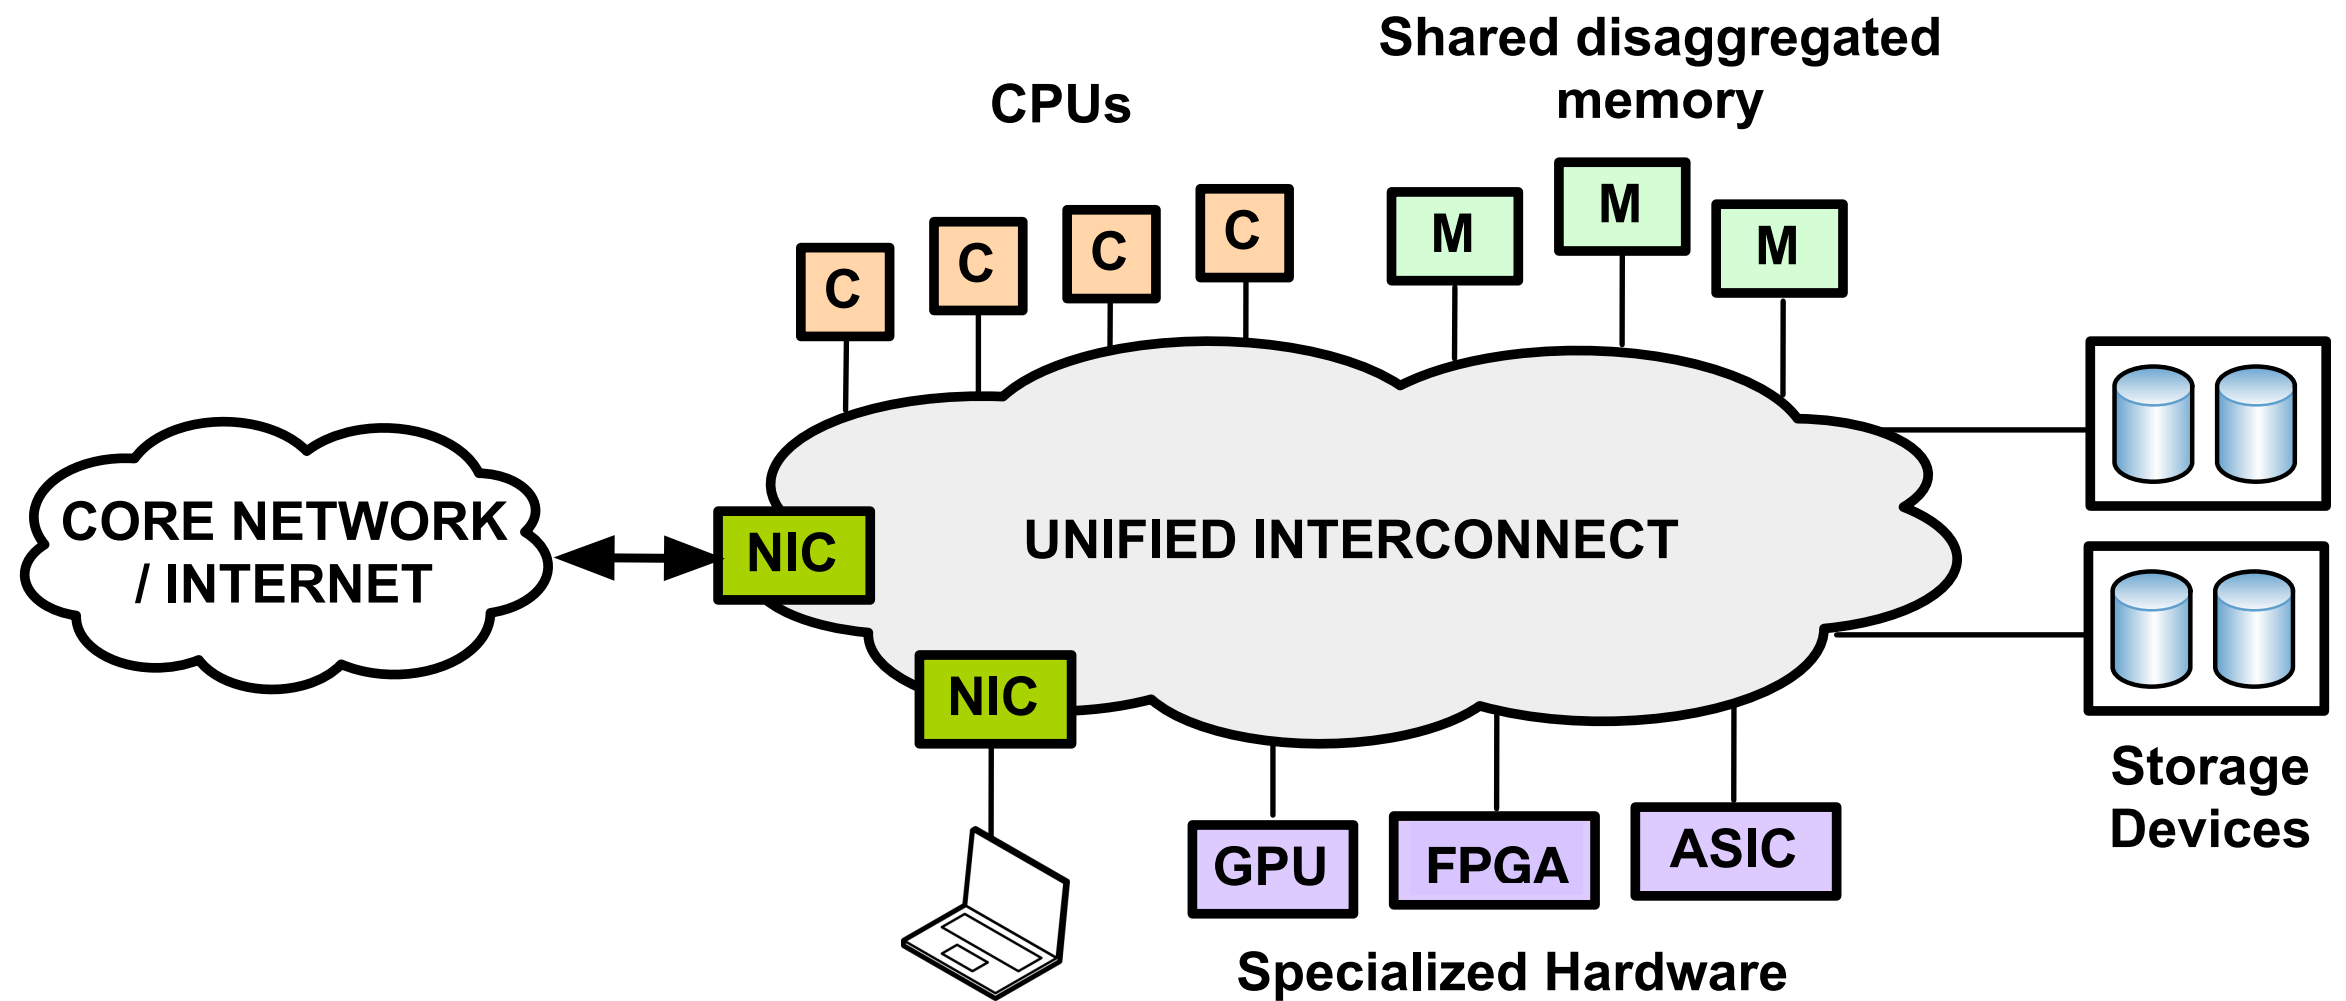 Shared disaggregated
memory
CPUs
C
C
C
C
M
M
M
CORE NETWORK
/ INTERNET
NIC
UNIFIED INTERCONNECT
NIC
GPU
FPGA
ASIC
Storage
Devices
Specialized Hardware